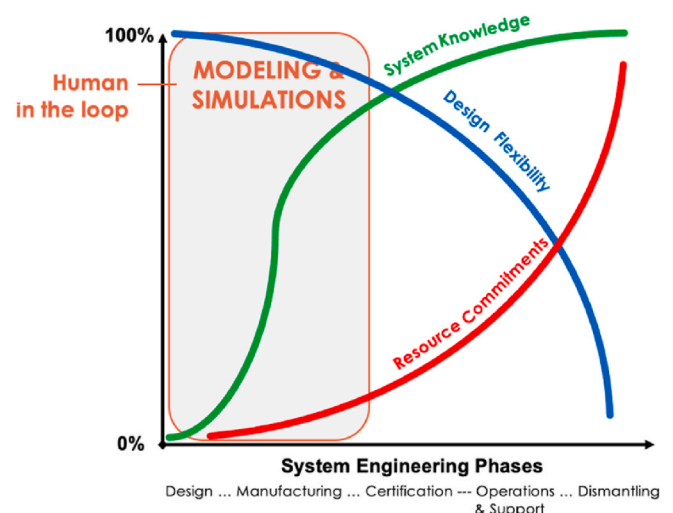 100%
Human
in the loop
MODELING &
SIMULATIONS
System Knowledge
Design Flexibility
Resource Commitments
0%
System Engineering Phases
Design ... Manufacturing ... Certification --- Operations ... Dismantling
& Support